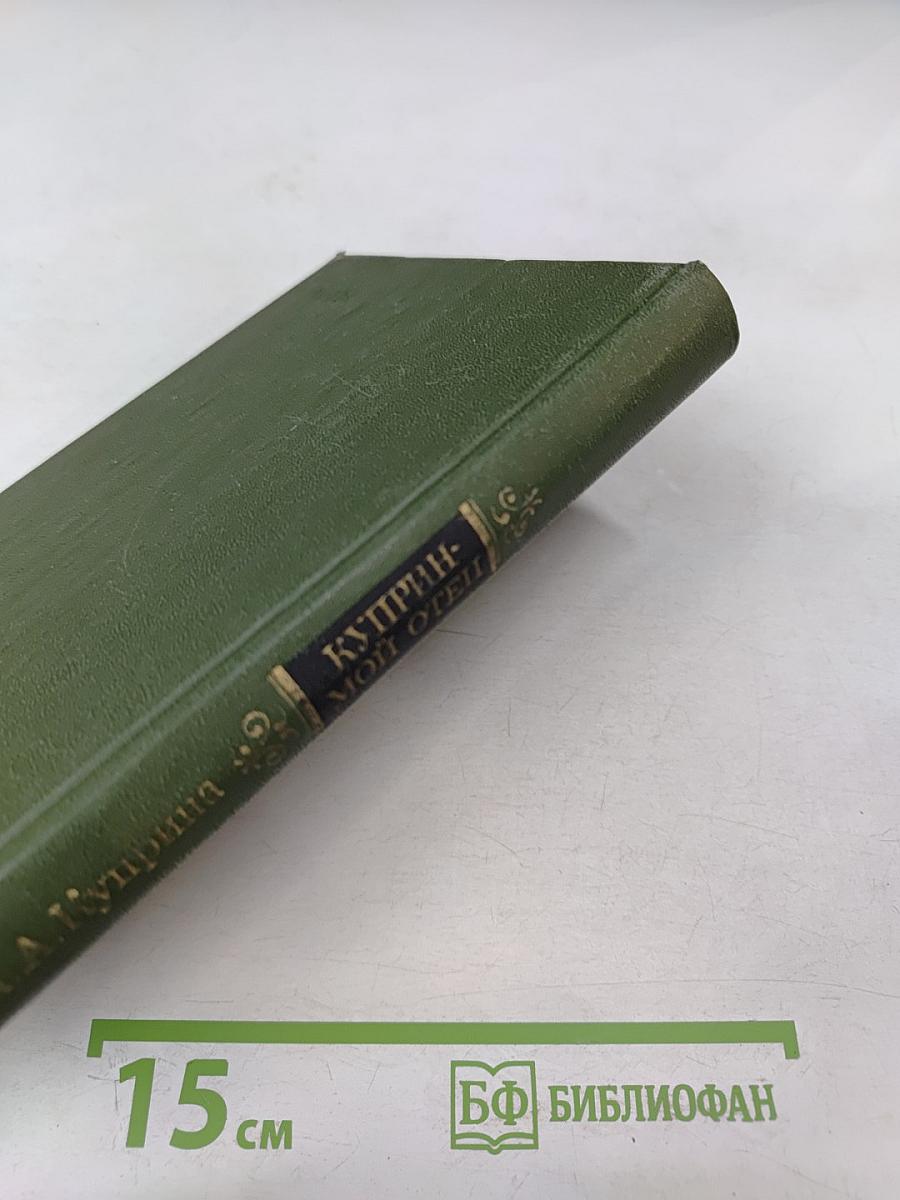 А. Куприна
КУПРИН-
МОЙ ОТЕЦ
15 см
БФ БИБЛИОФАН